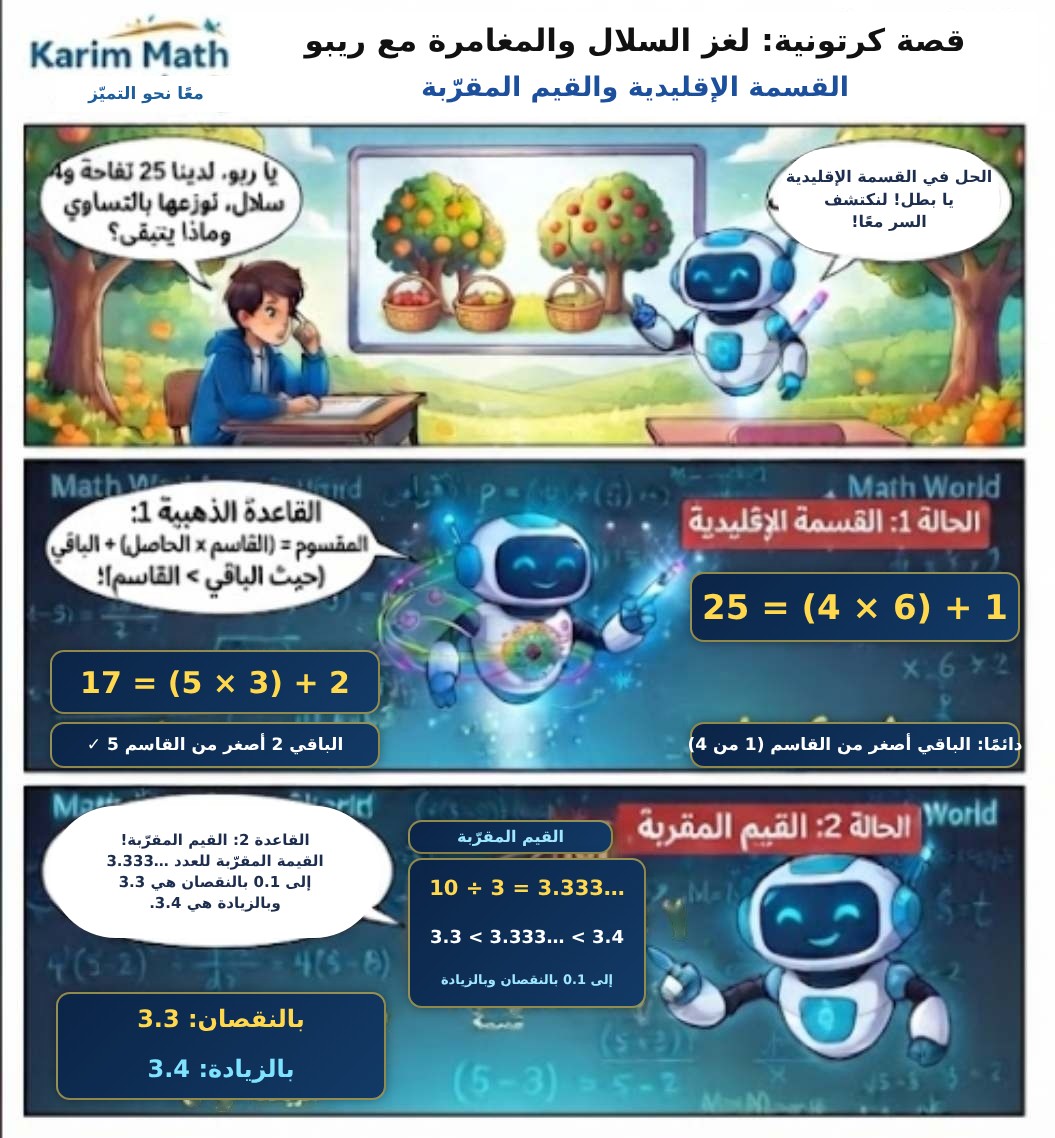 Karim Math
معًا نحو التميّز
قصة كرتونية: لغز السلال والمغامرة مع ريبو
القسمة الإقليدية والقيم المقرّبة
الحل في القسمة الإقليدية
يا بطل! لنكتشف
السر معًا!
يا ريو، لدينا 25 تفاحة و4
سلال، نوزعها بالتساوي
وماذا يتبقى؟
Math World
الحالة 1: القسمة الإقليدية
25 = (4 × 6) + 1
دائمًا: الباقي أصغر من القاسم (1 من 4)
القاعدة الذهبية 1:
المقسوم = (القاسم x الحاصل) + الباقي
(حيث الباقي < القاسم)!
17 = (5 × 3) + 2
الباقي 2 أصغر من القاسم 5 ✓
World
الحالة 2: القيم المقربة
القيم المقرّبة
10 ÷ 3 = 3.333…
3.3 < 3.333… < 3.4
إلى 0.1 بالنقصان وبالزيادة
القاعدة 2: القيم المقرّبة!
القيمة المقرّبة للعدد …3.333
إلى 0.1 بالنقصان هي 3.3
وبالزيادة هي 3.4.
بالنقصان: 3.3
بالزيادة: 3.4
(5-3) = 5-2